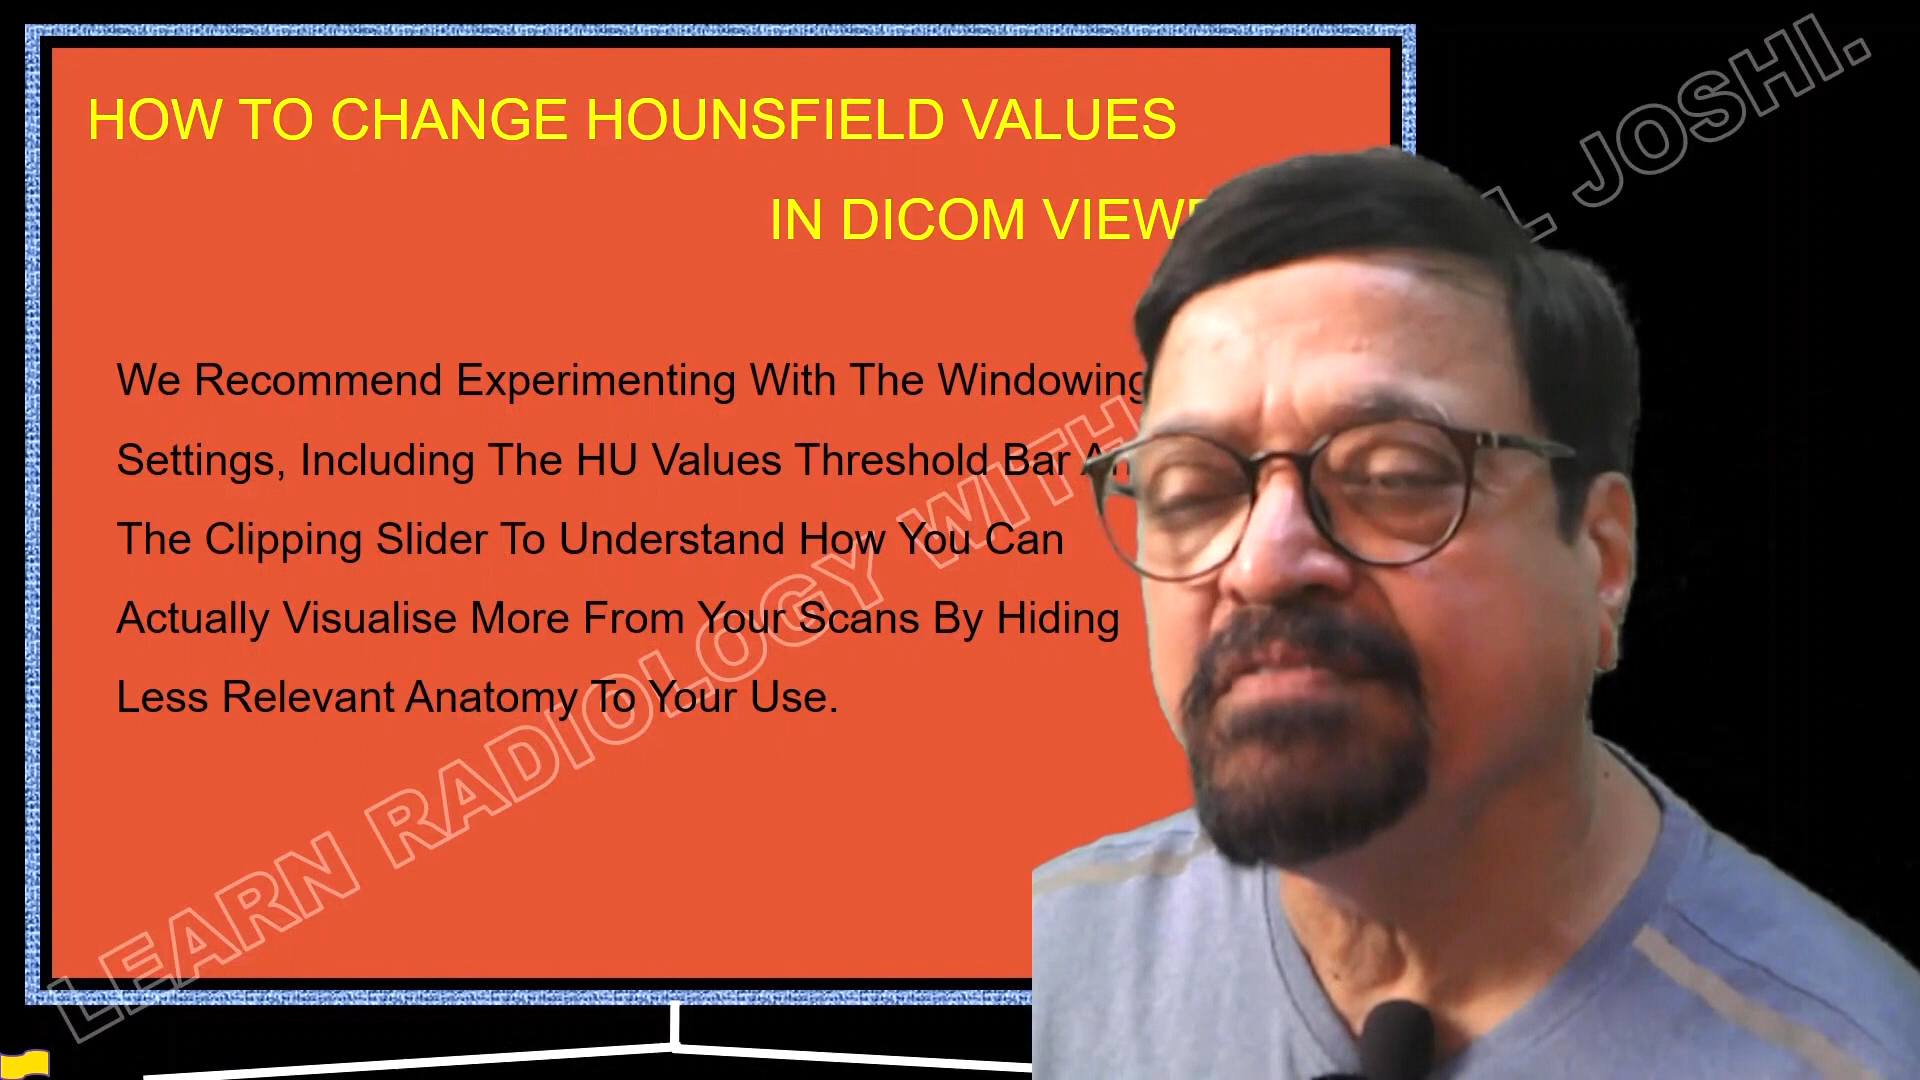 HOW TO CHANGE HOUNSFIELD VALUES
IN DICOM
We Recommend Experimenting With The Windowing
Settings, Including The HU Values Threshold Bar
The Clipping Slider To Understand How You Can
Actually Visualise More From Your Scans By Hiding
Less Relevant Anatomy To Your Use.
LEARN RADIOLOGY WITH JOSHI.